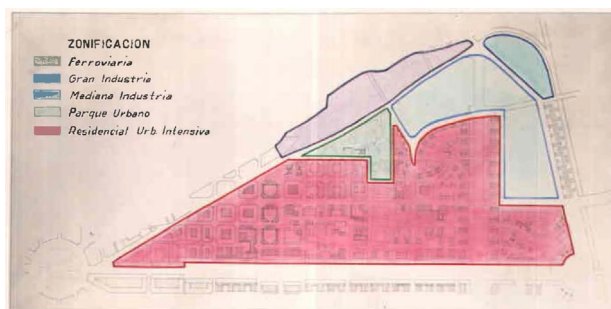 ZONIFICACION
Ferroviaria
Gran Industria
Mediana Industria
Parque Urbano
Residencial Urb. Intensiva